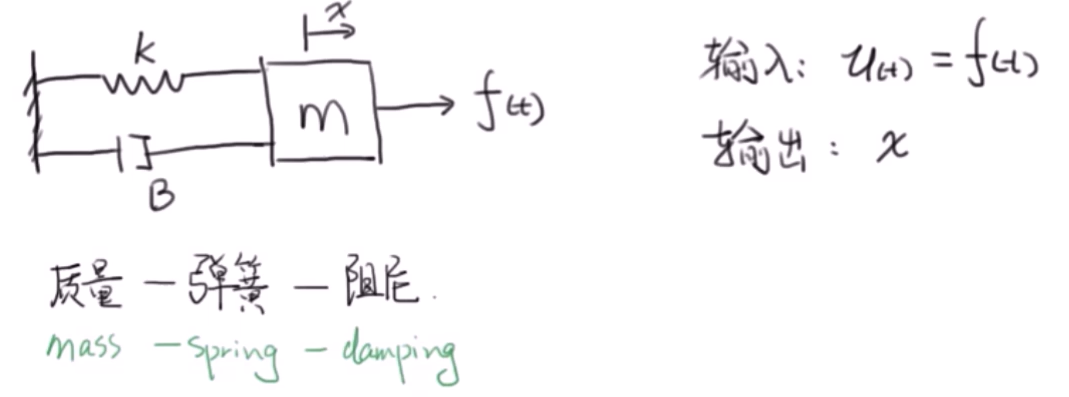 x
k
m
f(t)
B
输入: u(t) = f(t)
输出: x
质量 - 弹簧 - 阻尼.
mass - spring - damping